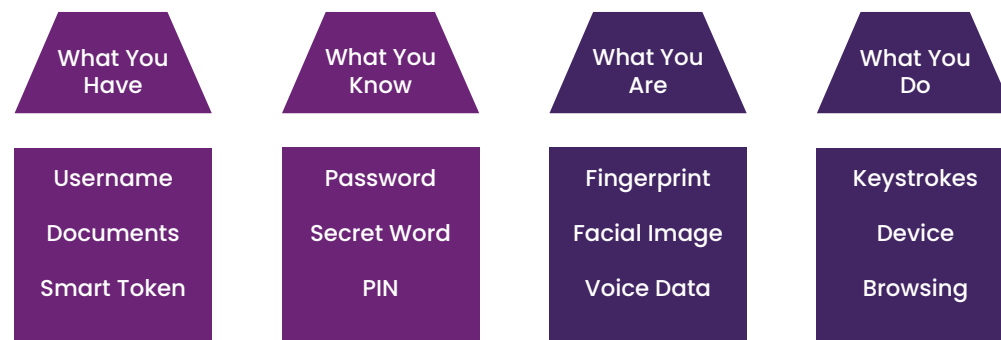 What You
Have
Username
Documents
Smart Token
What You
Know
Password
Secret Word
PIN
What You
Are
Fingerprint
Facial Image
Voice Data
What You
Do
Keystrokes
Device
Browsing